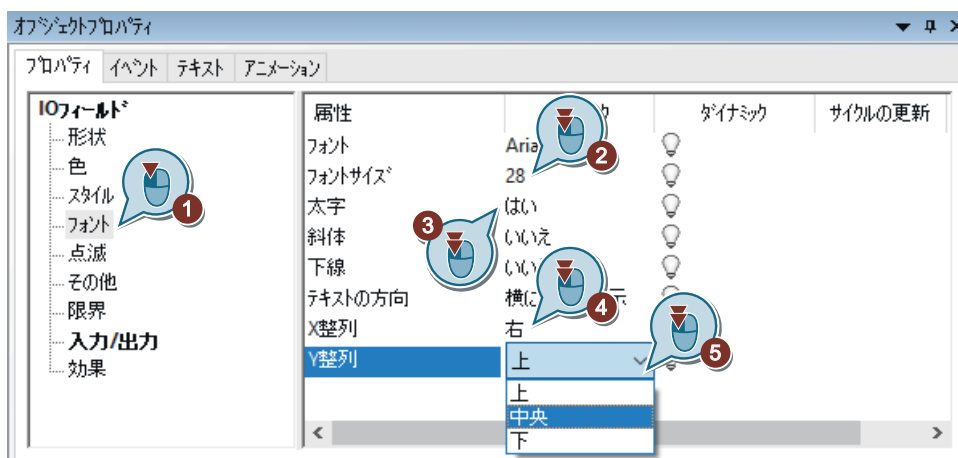 オブジェクトプロパティ
プロパティ イベント テキスト アニメーション
IOフィールド
形状
色
スタイル
フォント
点滅
その他
限界
入力/出力
効果
属性 ダイナミック サイクルの更新
フォント
フォントサイズ 28
太字 はい
斜体 いいえ
下線
テキストの方向
X整列 右
Y整列 上
上
中央
下
1
2
3
4
5